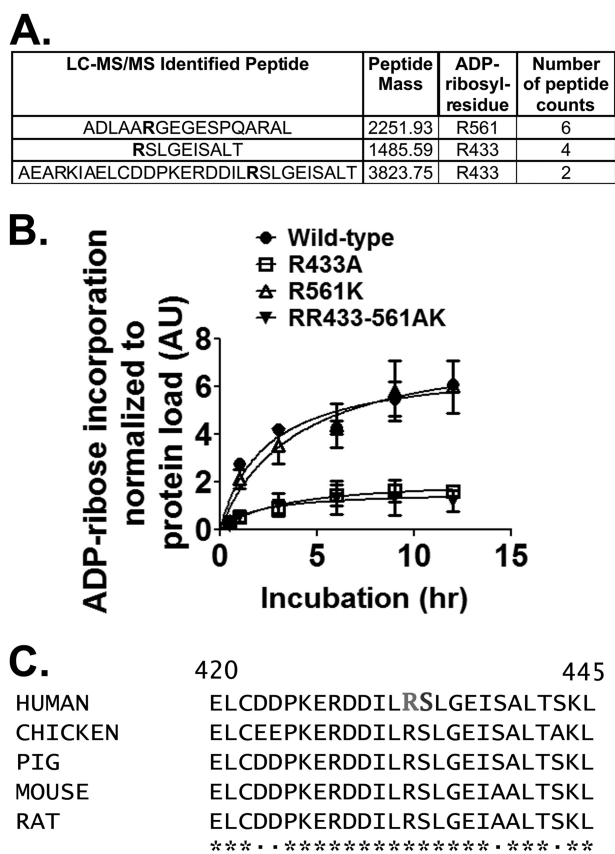 A.
LC-MS/MS Identified Peptide Peptide Mass ADP-ribosyl-residue Number of peptide counts
ADLAARGEGESPQARAL 2251.93 R561 6
RSLGEISALT 1485.59 R433 4
AEARKIAELCDDPKERDDILRSLGEISALT 3823.75 R433 2
B.
Wild-type
R433A
R561K
RR433-561AK
ADP-ribose incorporation
normalized to
protein load (AU)
8
6
4
2
0
0 5 10 15
Incubation (hr)
C.
420 445
HUMAN ELCDDPKERDDILRSLGEISALTSKL
CHICKEN ELCEEPKERDDILRSLGEISALTAKL
PIG ELCDDPKERDDILRSLGEISALTSKL
MOUSE ELCDDPKERDDILRSLGEIAALTSKL
RAT ELCDDPKERDDILRSLGEIAALTSKL
***..**************.***.**